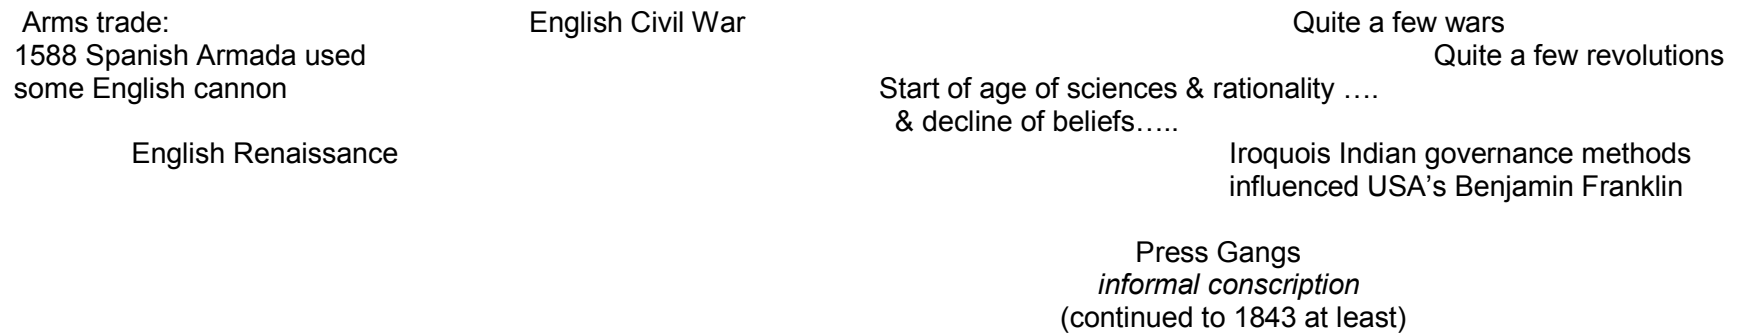 Arms trade:
1588 Spanish Armada used
some English cannon
English Civil War
Quite a few wars
Quite a few revolutions
Start of age of sciences & rationality ….
& decline of beliefs…..
English Renaissance
Iroquois Indian governance methods
influenced USA’s Benjamin Franklin
Press Gangs
informal conscription
(continued to 1843 at least)